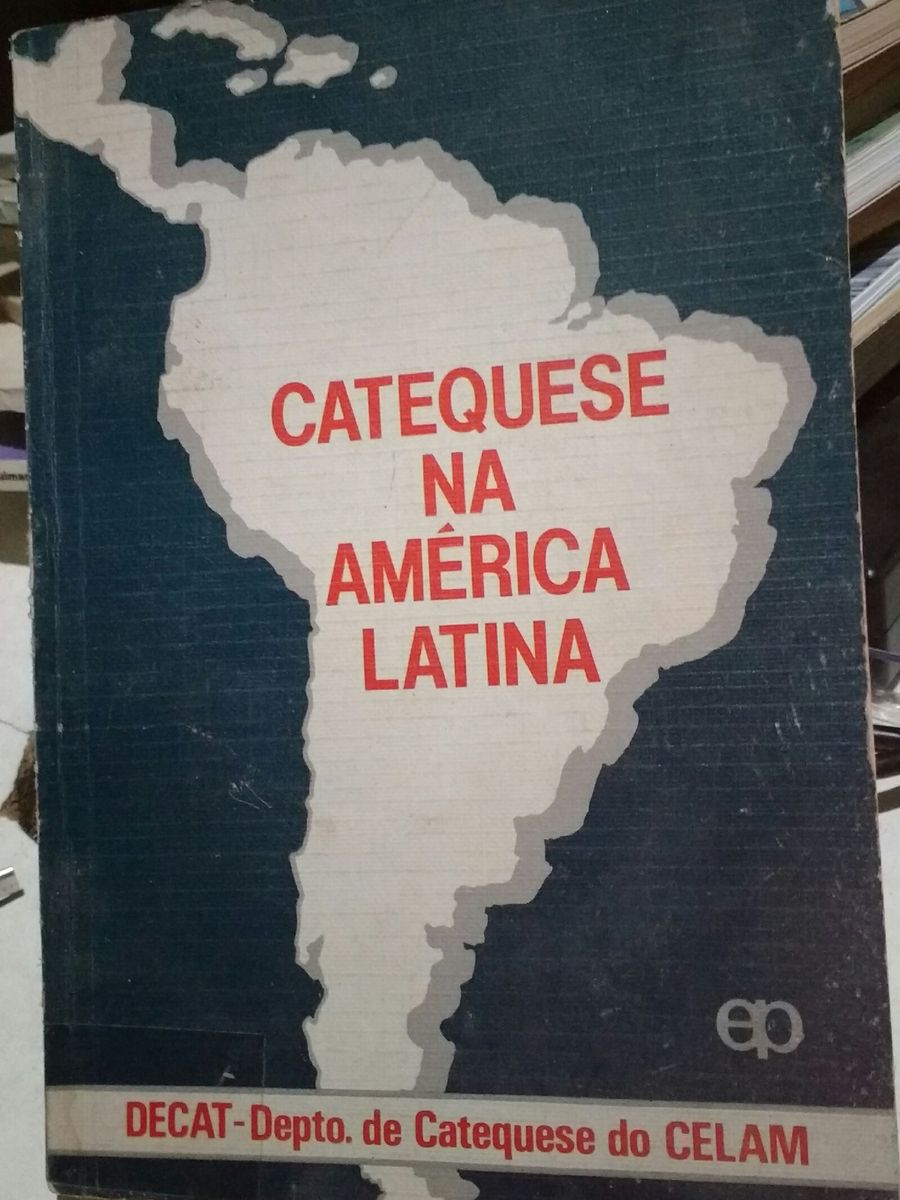 CATEQUESE
NA
AMÉRICA
LATINA
ep
DECAT-Depto. de Catequese do CELAM